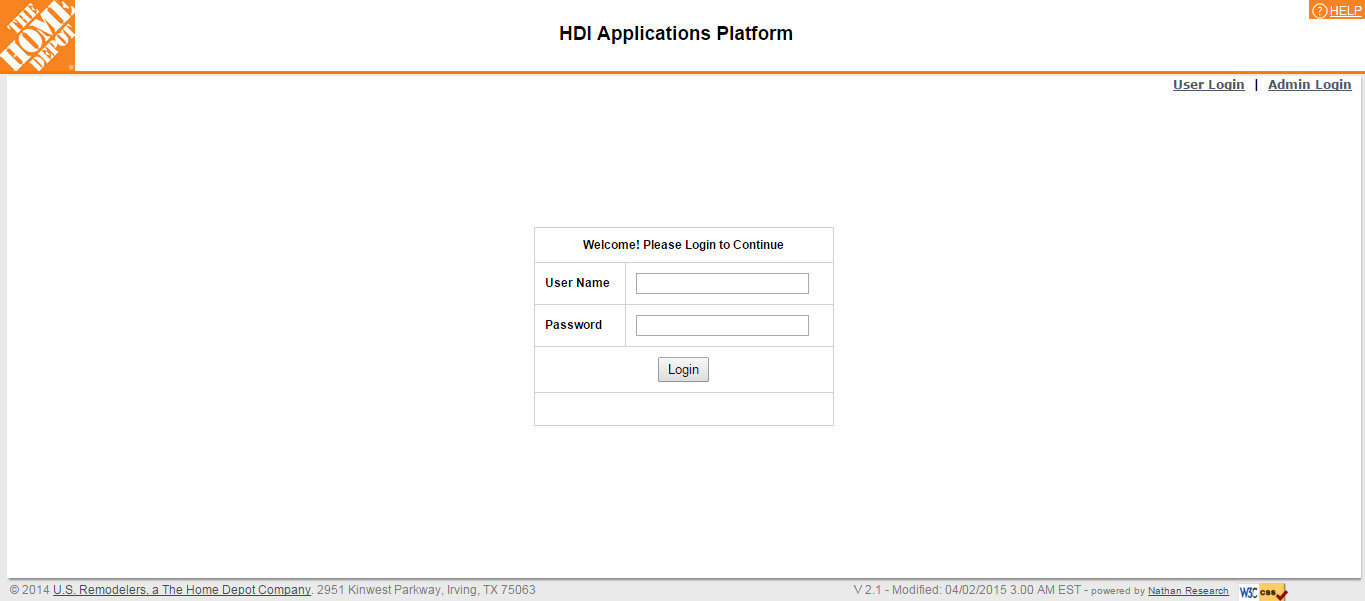 THE
HOME
DEPOT
HDI Applications Platform
? HELP
User Login | Admin Login
Welcome! Please Login to Continue
User Name
Password
Login
© 2014 U.S. Remodelers, a The Home Depot Company. 2951 Kinwest Parkway, Irving, TX 75063
V 2.1 - Modified: 04/02/2015 3.00 AM EST - powered by Nathan Research W3C css